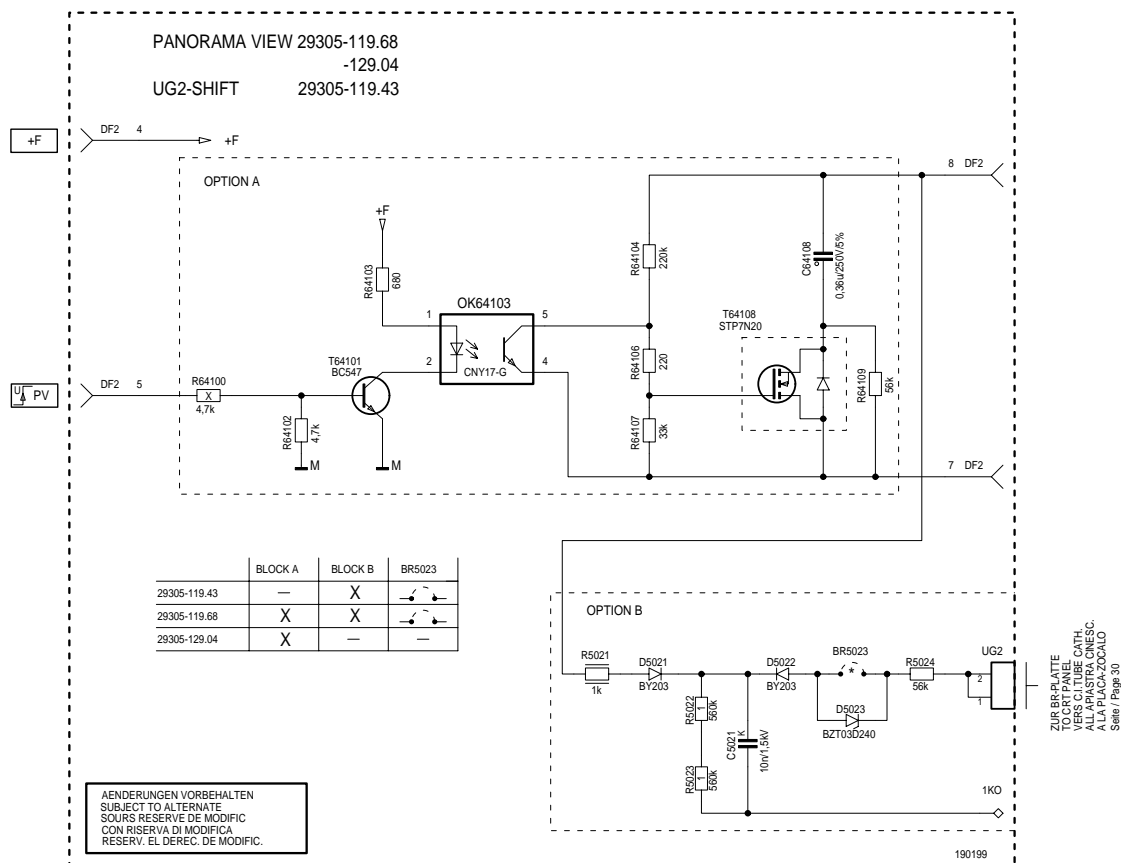 PANORAMA VIEW 29305-119.68
-129.04
UG2-SHIFT 29305-119.43
+F
DF2 4
+F
OPTION A
8 DF2
+F
R64103
680
R64104
220k
C64108
0,36u/250V/5%
OK64103
1
5
2
4
CNY17-G
T64108
STP7N20
T64101
BC547
R64106
220
R64109
56k
U PV
DF2 5
R64100
X
4,7k
R64102
4,7k
M
M
R64107
33k
7 DF2
BLOCK A BLOCK B BR5023
29305-119.43 — X
29305-119.68 X X
29305-129.04 X — —
OPTION B
R5021
1k
D5021
BY203
D5022
BY203
BR5023
*
D5023
BZT03D240
R5024
56k
UG2
2
1
R5022
1
560k
R5023
1
560k
C5021
K
10n/1,5kV
1KO
ZUR BR-PLATTE
TO CRT PANEL
VERS C.I.TUBE CATH.
ALL APIASTRA CINESC.
A LA PLACA-ZOCALO
Seite / Page 30
AENDERUNGEN VORBEHALTEN
SUBJECT TO ALTERNATE
SOURS RESERVE DE MODIFIC
CON RISERVA DI MODIFICA
RESERV. EL DEREC. DE MODIFIC.
190199